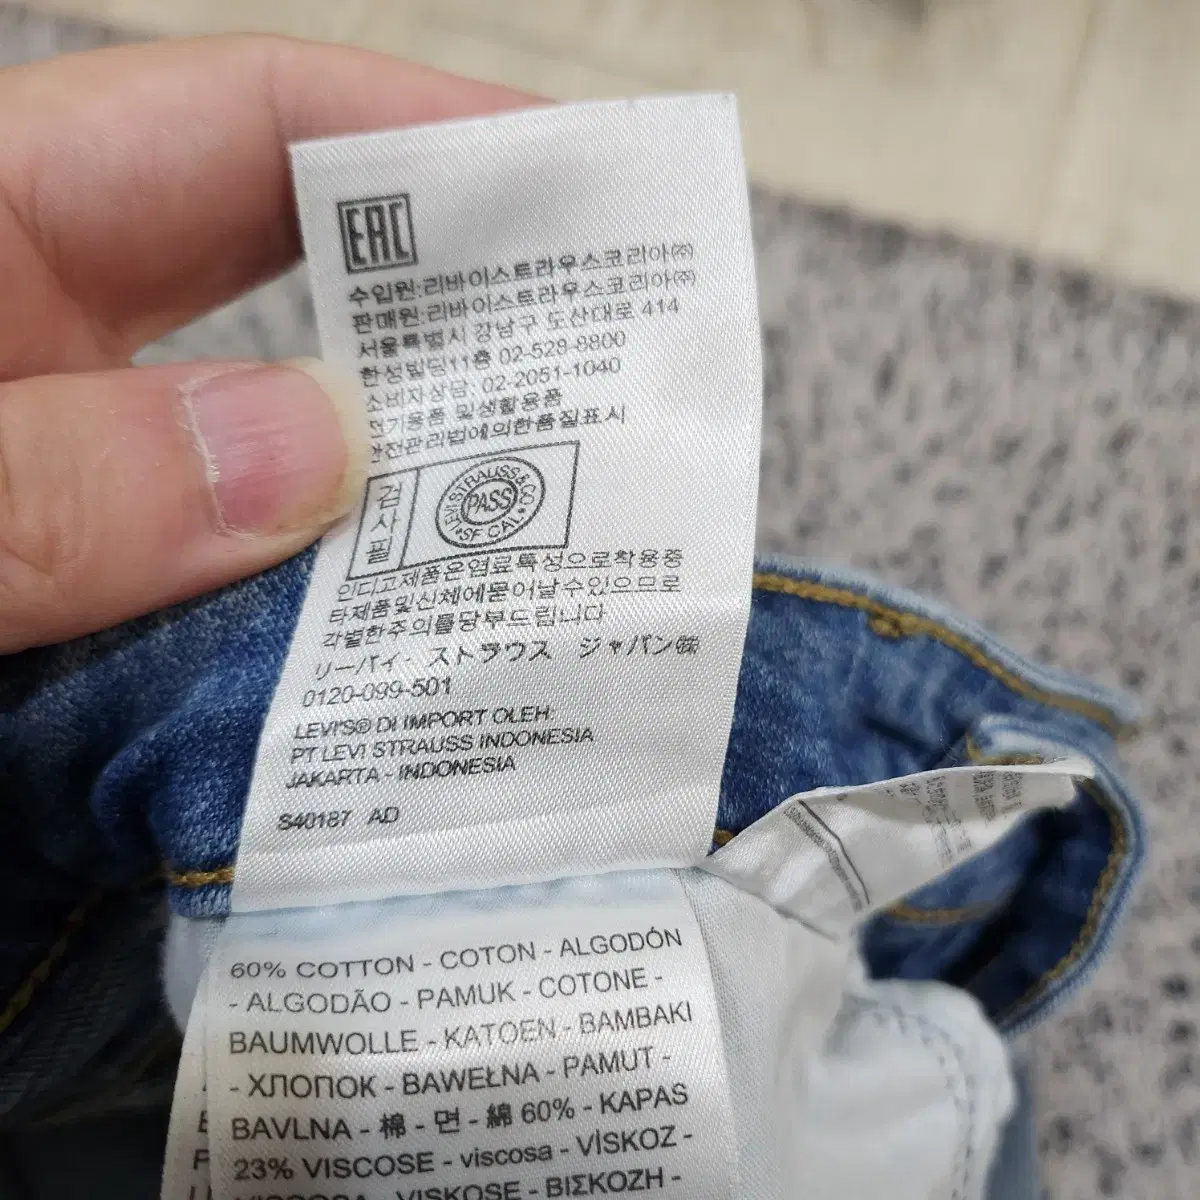 EAC
수입원:리바이스트라우스코리아㈜
판매원:리바이스트라우스코리아㈜
서울특별시 강남구 도산대로 414
한성빌딩11층 02-528-8800
소비자상담, 02-2051-1040
전기용품 및생활용품
안전관리법에의한품질표시
검사필
LEVI STRAUSS & CO
PASS
SF CAL
인디고제품은염료특성으로착용중
타제품및신체에묻어날수있으므로
각별한주의를당부드립니다
リーバイ・ストラウス ジャパン㈱
0120-099-501
LEVI'S® DI IMPORT OLEH:
PT LEVI STRAUSS INDONESIA
JAKARTA - INDONESIA
S40187 AD
60% COTTON - COTON - ALGODÓN
- ALGODÃO - PAMUK - COTONE -
BAUMWOLLE - KATOEN - BAMBAKI
- ХЛОПОК - BAWEŁNA - PAMUT -
BAVLNA - 棉 - 면 - 綿 60% - KAPAS
23% VISCOSE - viscosa - VİSKOZ -
VISCOSA - VISKOSE - ΒΙΣΚΟΖΗ -